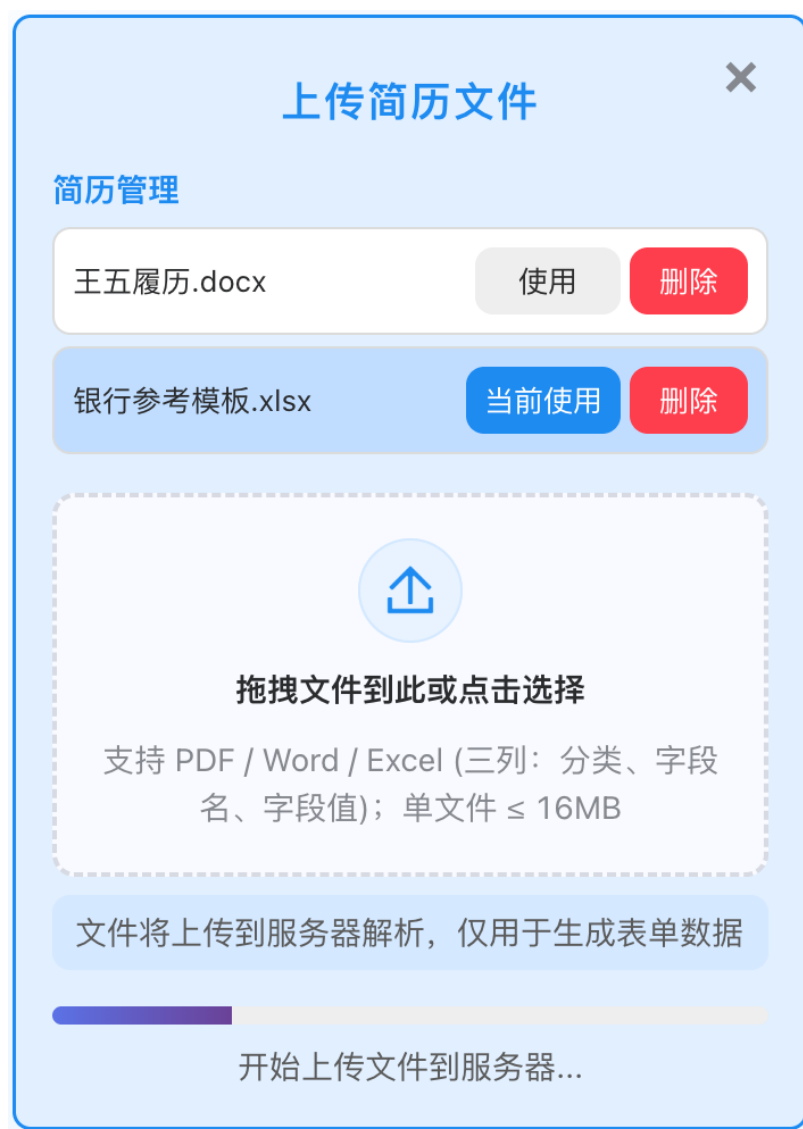 上传简历文件
简历管理
王五履历.docx 使用 删除
银行参考模板.xlsx 当前使用 删除
拖拽文件到此或点击选择
支持 PDF / Word / Excel (三列：分类、字段
名、字段值)；单文件 ≤ 16MB
文件将上传到服务器解析，仅用于生成表单数据
开始上传文件到服务器...